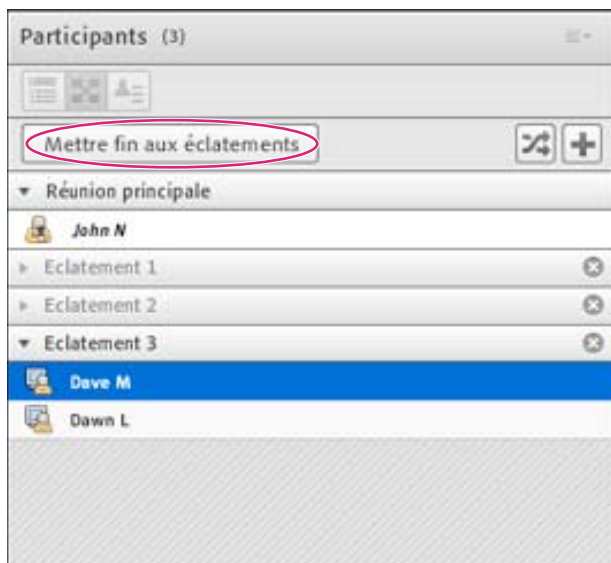 Participants (3)
Mettre fin aux éclatements
Réunion principale
John N
Eclatement 1
Eclatement 2
Eclatement 3
Dave M
Dawn L